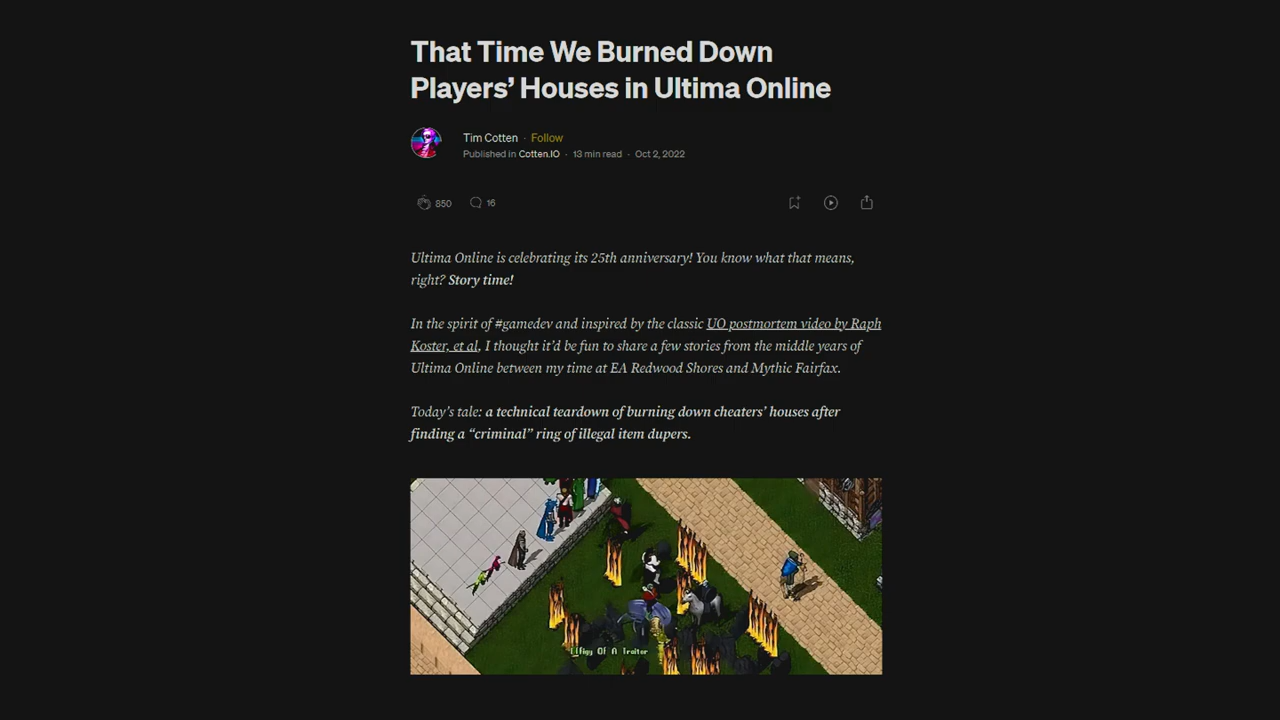 That Time We Burned Down
Players’ Houses in Ultima Online
Tim Cotten · Follow
Published in Cotten.IO · 13 min read · Oct 2, 2022
850 16
Ultima Online is celebrating its 25th anniversary! You know what that means,
right? Story time!
In the spirit of #gamedev and inspired by the classic UO postmortem video by Raph
Koster, et al, I thought it’d be fun to share a few stories from the middle years of
Ultima Online between my time at EA Redwood Shores and Mythic Fairfax.
Today’s tale: a technical teardown of burning down cheaters’ houses after
finding a “criminal” ring of illegal item dupers.
Effigy Of A Traitor